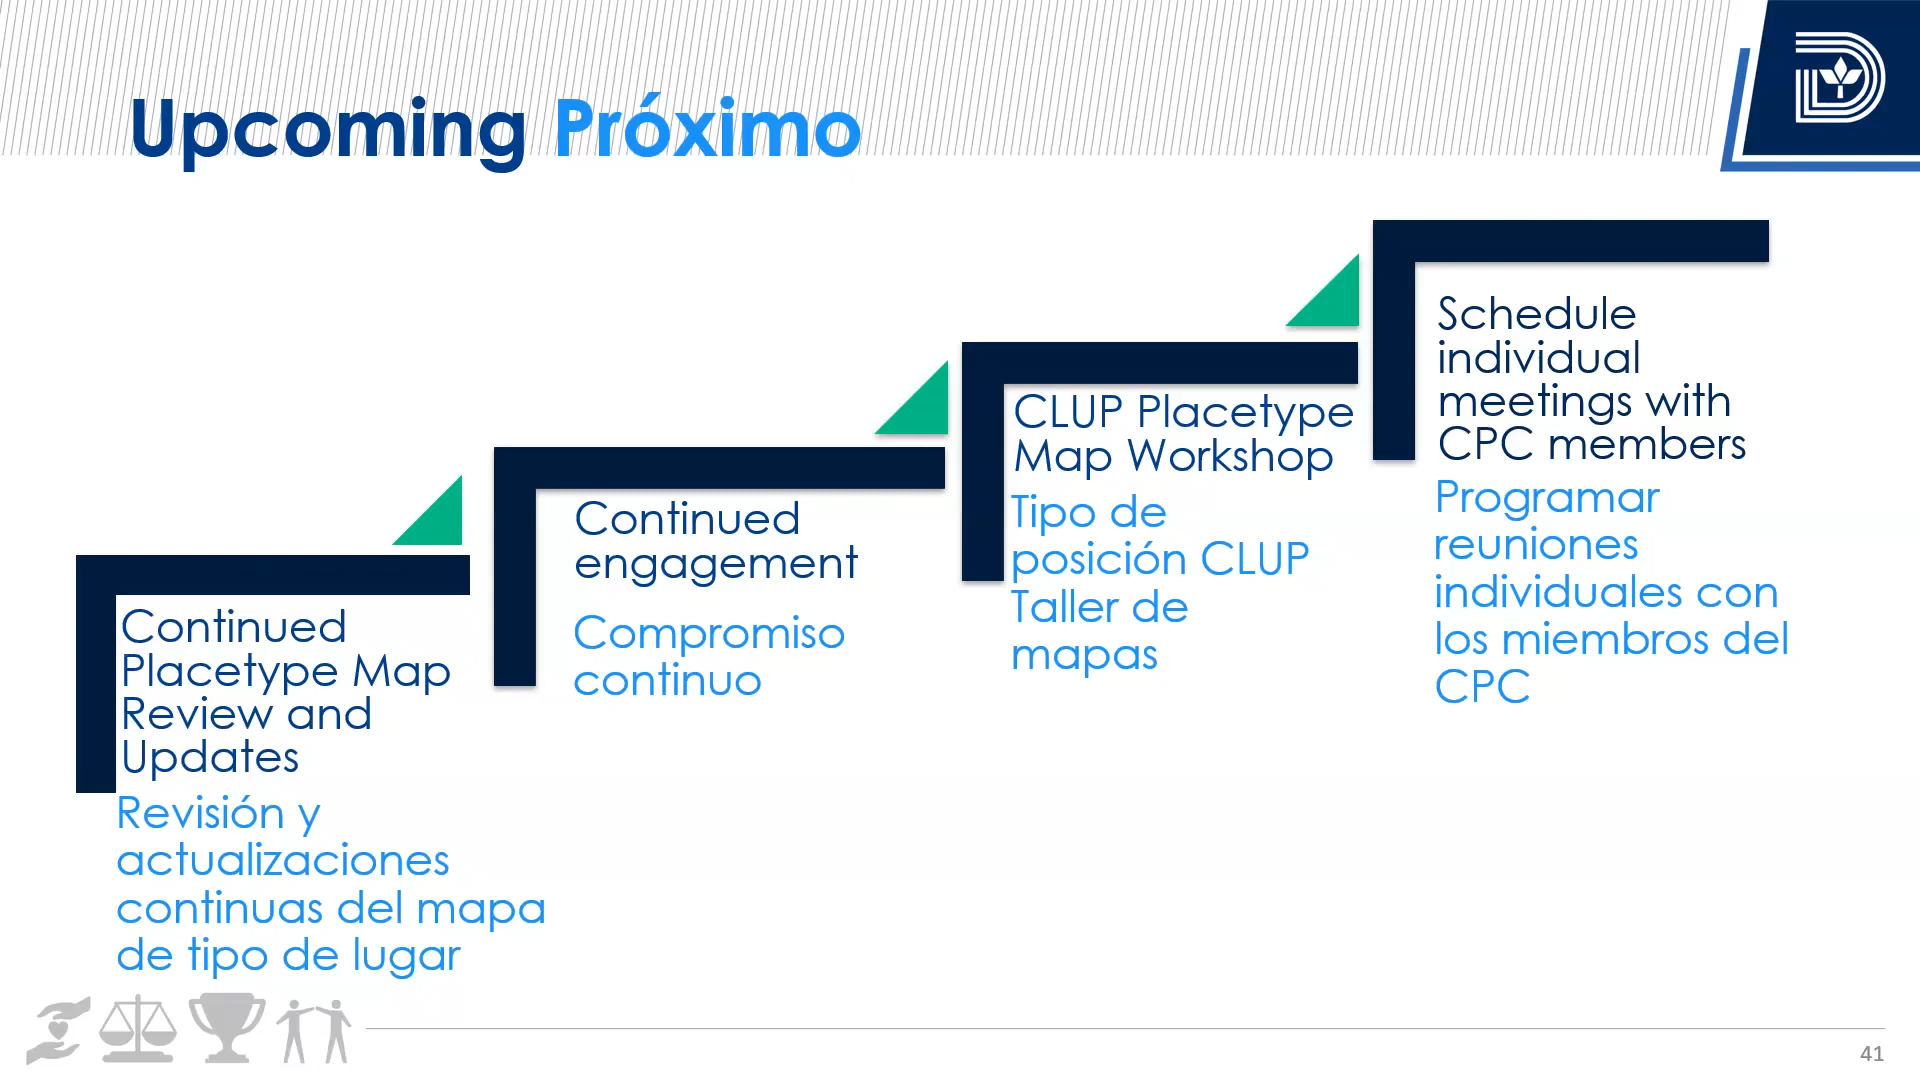 Upcoming Próximo
Continued
Placetype Map
Review and
Updates
Revisión y
actualizaciones
continuas del mapa
de tipo de lugar
Continued
engagement
Compromiso
continuo
CLUP Placetype
Map Workshop
Tipo de
posición CLUP
Taller de
mapas
Schedule
individual
meetings with
CPC members
Programar
reuniones
individuales con
los miembros del
CPC
41